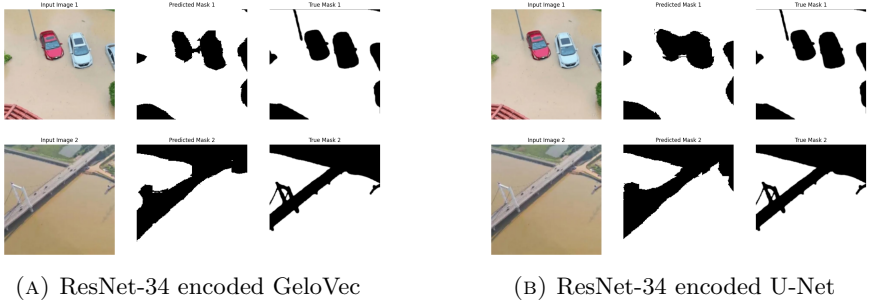 Input Image 1 Predicted Mask 1 True Mask 1 Input Image 1 Predicted Mask 1 True Mask 1
Input Image 2 Predicted Mask 2 True Mask 2 Input Image 2 Predicted Mask 2 True Mask 2
(A) ResNet-34 encoded GeloVec (B) ResNet-34 encoded U-Net